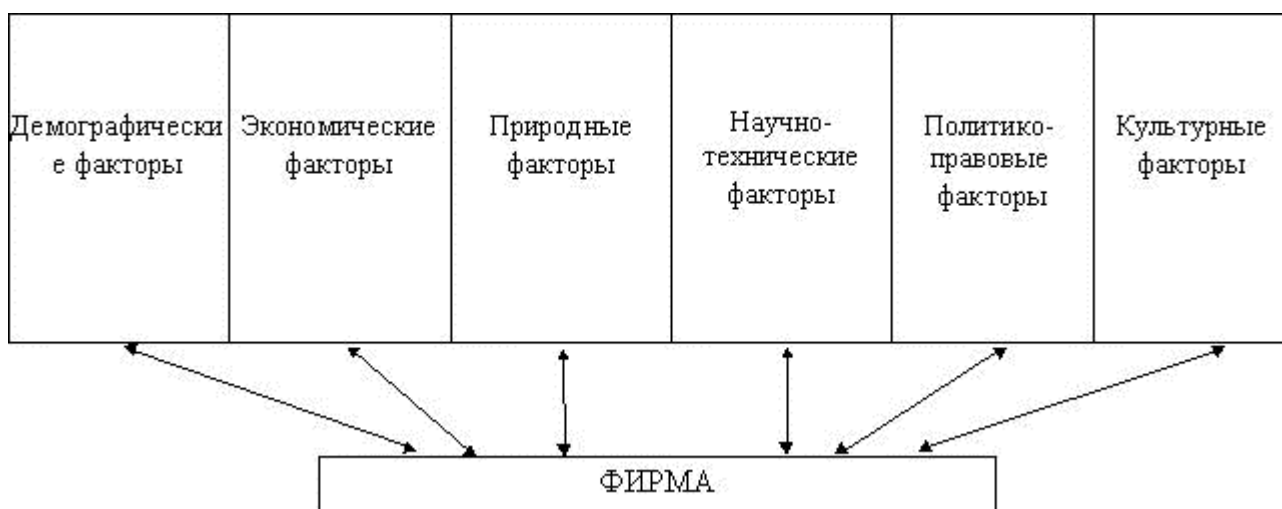 Демографически
е факторы
Экономические
факторы
Природные
факторы
Научно-
технические
факторы
Политико-
правовые
факторы
Культурные
факторы
ФИРМА